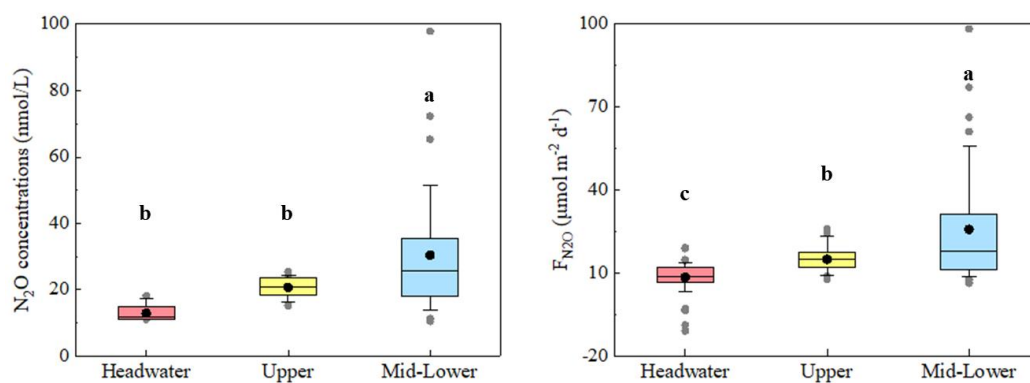 N₂O concentrations (nmol/L)
100
80
60
40
20
0
b
b
a
Headwater Upper Mid-Lower
F_N2O (μmol m⁻² d⁻¹)
100
70
40
10
-20
c
b
a
Headwater Upper Mid-Lower